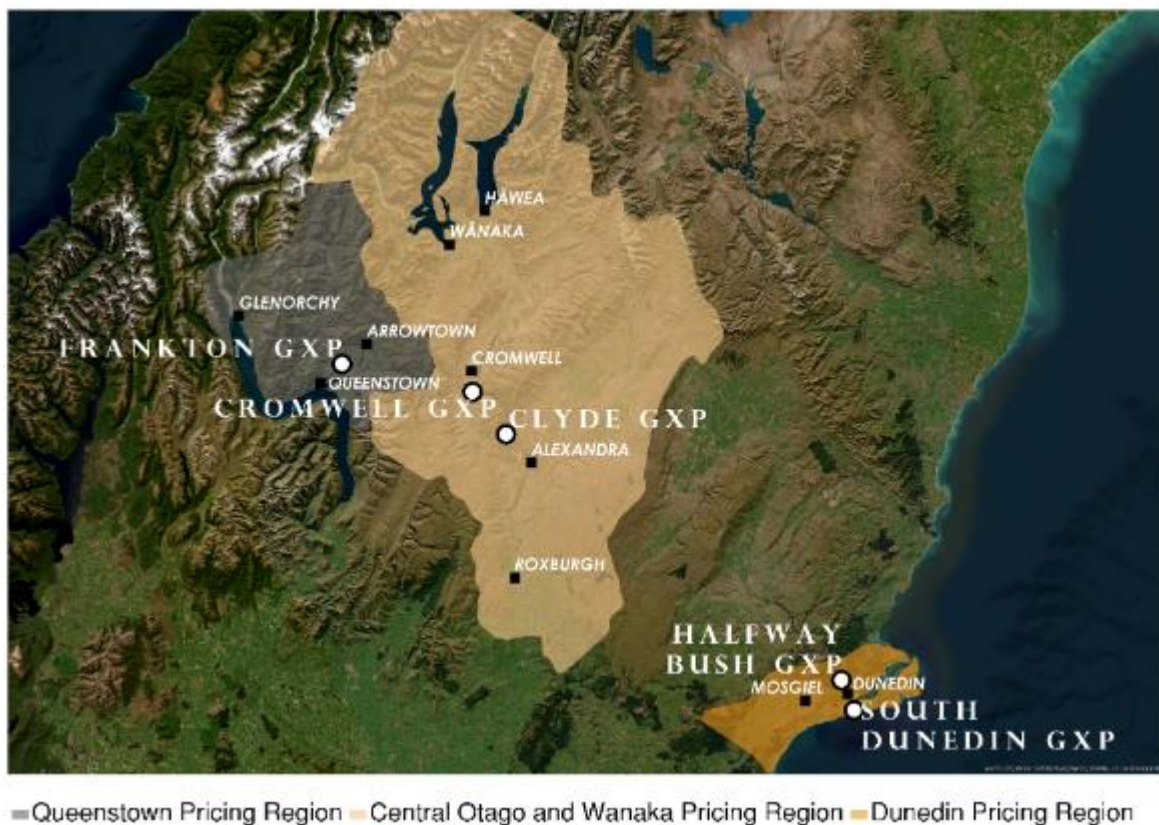 HĀWEA
WĀNAKA
GLENORCHY
ARROWTOWN
FRANKTON GXP
CROMWELL
QUEENSTOWN
CROMWELL GXP
CLYDE GXP
ALEXANDRA
ROXBURGH
HALFWAY
BUSH GXP
MOSGIEL
DUNEDIN
SOUTH
DUNEDIN GXP
Queenstown Pricing Region Central Otago and Wanaka Pricing Region Dunedin Pricing Region